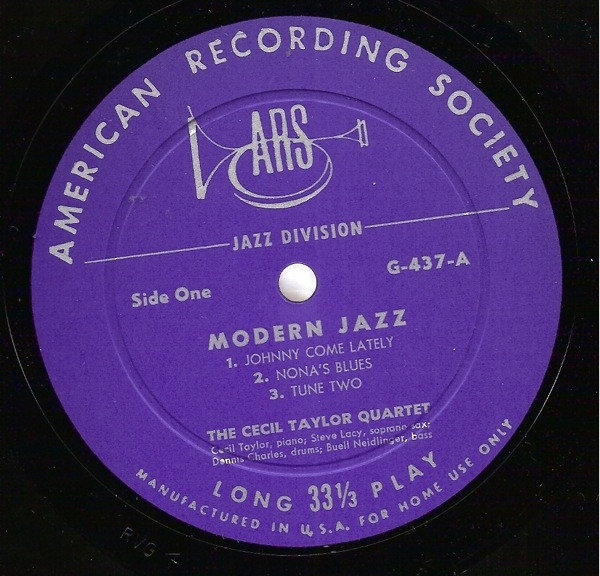 AMERICAN RECORDING SOCIETY
ARS
JAZZ DIVISION
Side One
G-437-A
MODERN JAZZ
1. JOHNNY COME LATELY
2. NONA'S BLUES
3. TUNE TWO
THE CECIL TAYLOR QUARTET
Cecil Taylor, piano; Steve Lacy, soprano sax;
Dennis Charles, drums; Buell Neidlinger, bass
LONG 33⅓ PLAY
MANUFACTURED IN U.S.A. FOR HOME USE ONLY
RVG